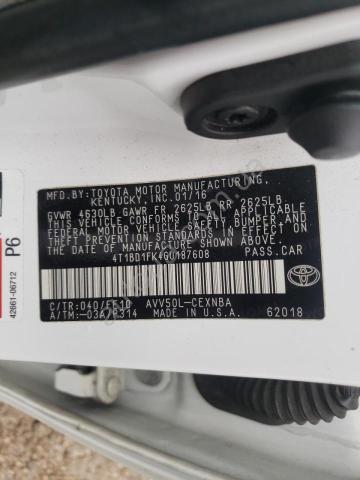 MFD.BY:TOYOTA MOTOR MANUFACTURING,
KENTUCKY, INC. 01/16
GVWR 4630LB GAWR FR 2625LB RR 2625LB
THIS VEHICLE CONFORMS TO ALL APPLICABLE
FEDERAL MOTOR VEHICLE SAFETY, BUMPER AND
THEFT PREVENTION STANDARDS IN EFFECT ON
THE DATE OF MANUFACTURE SHOWN ABOVE.
4T1BD1FK4GU187608 PASS.CAR
C/TR:040/FE10 AVV50L-CEXNBA
A/TM:-03A/P314 MADE IN U.S.A. 62018
TOYOTA
P6
42661-06712